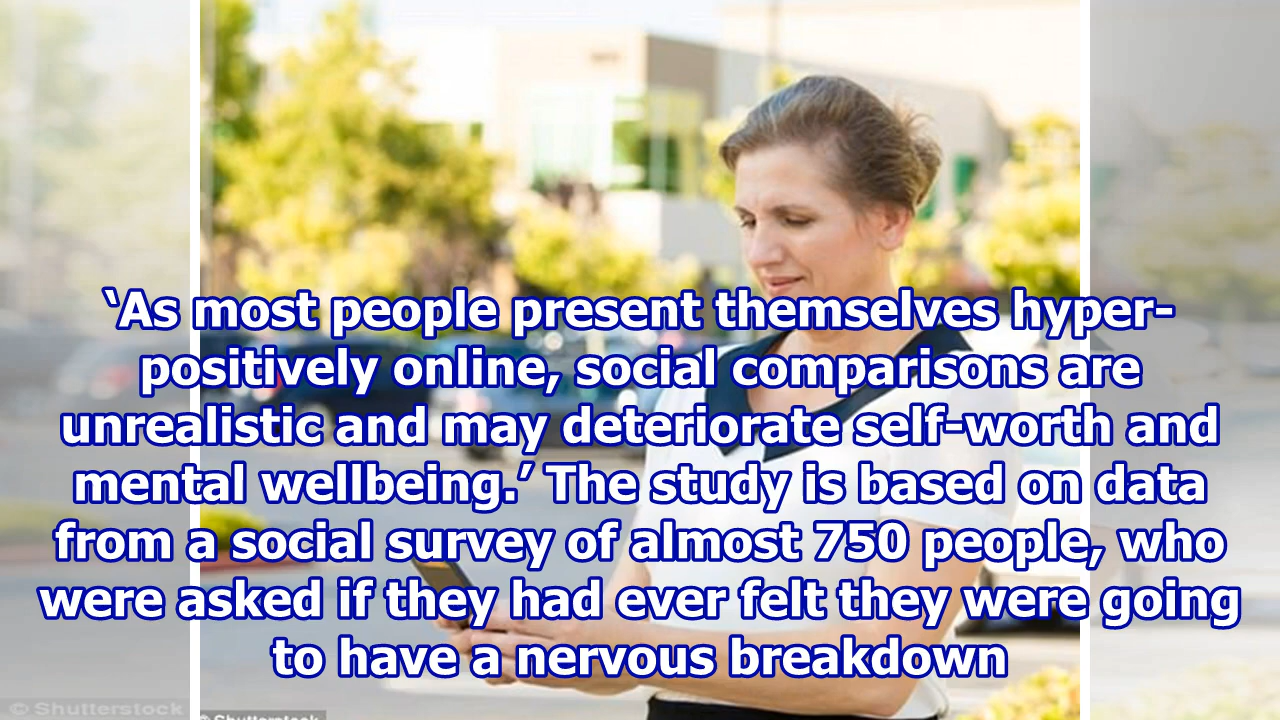 ‘As most people present themselves hyper-
positively online, social comparisons are
unrealistic and may deteriorate self-worth and
mental wellbeing.’ The study is based on data
from a social survey of almost 750 people, who
were asked if they had ever felt they were going
to have a nervous breakdown
© Shutterstock
© Shutterstock